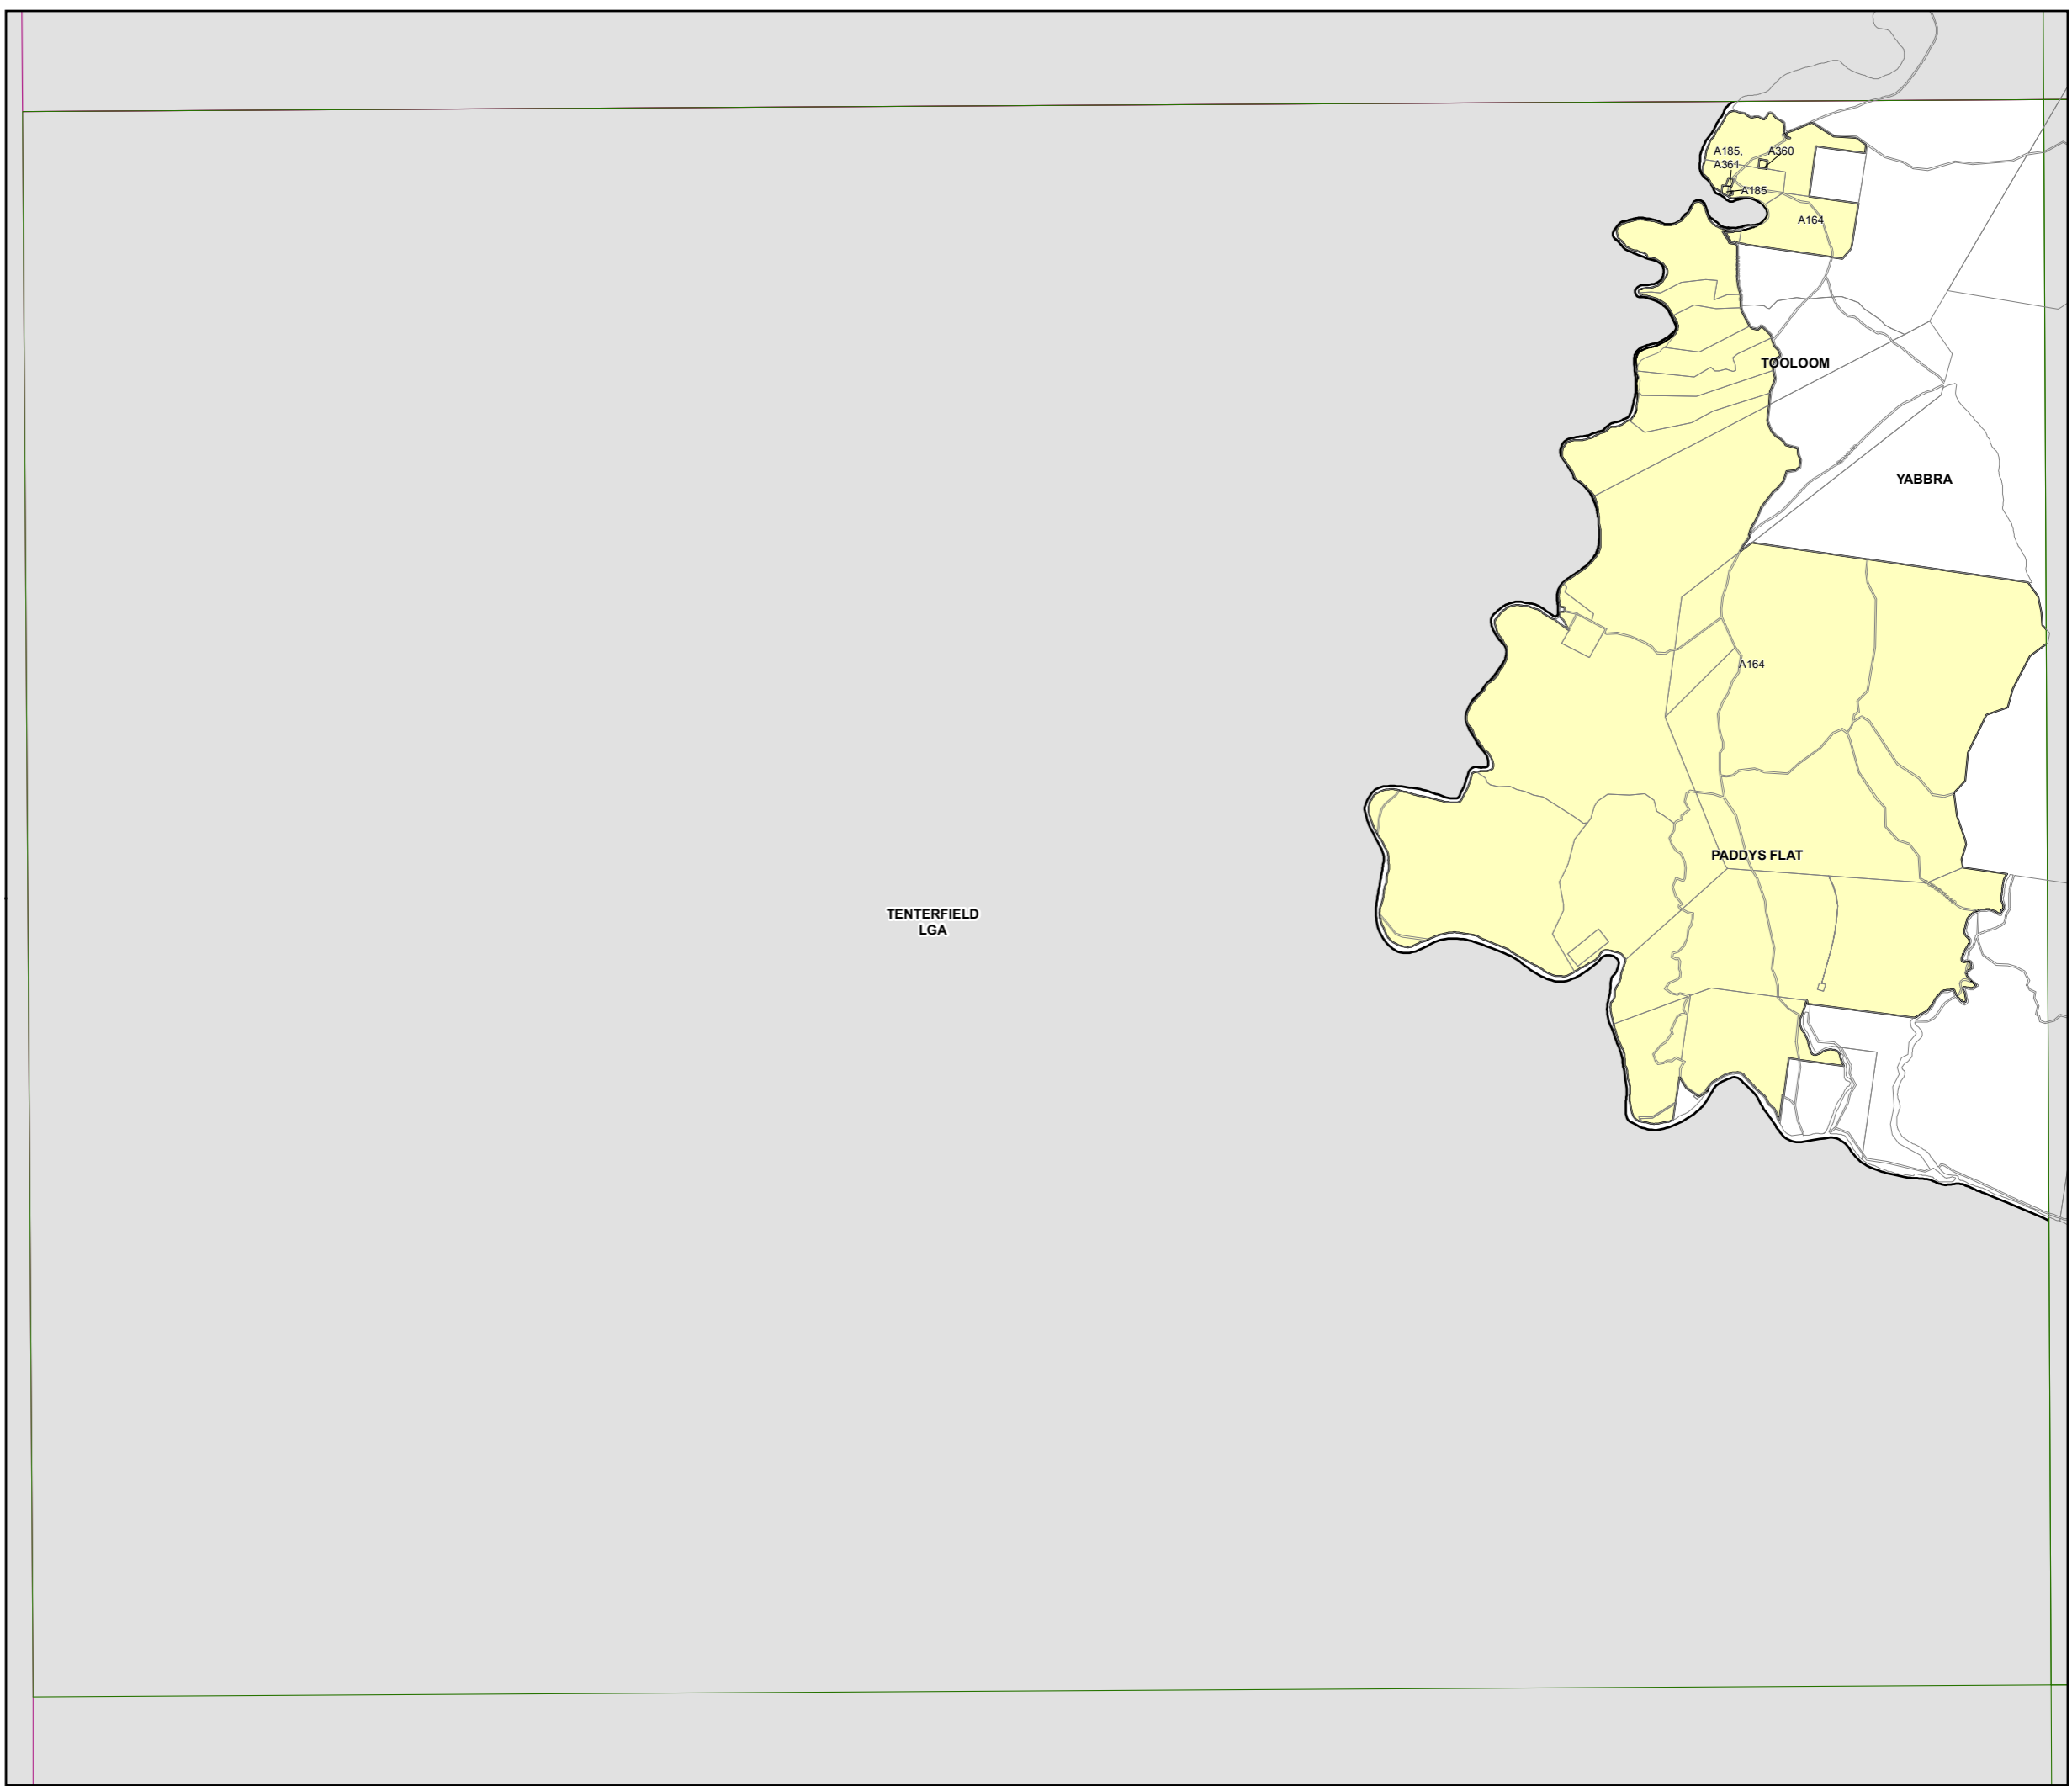 A185,
A361
A360
A185
A164
TOOLOOM
YABBRA
A164
PADDYS FLAT
TENTERFIELD
LGA